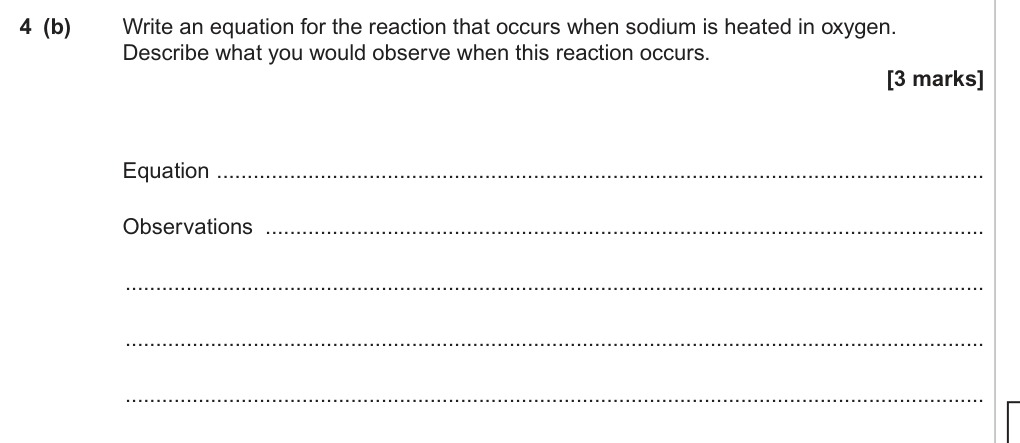 4 (b) Write an equation for the reaction that occurs when sodium is heated in oxygen.
Describe what you would observe when this reaction occurs.
[3 marks]
Equation ................................................................................................................................
Observations ........................................................................................................................
................................................................................................................................................
................................................................................................................................................
................................................................................................................................................